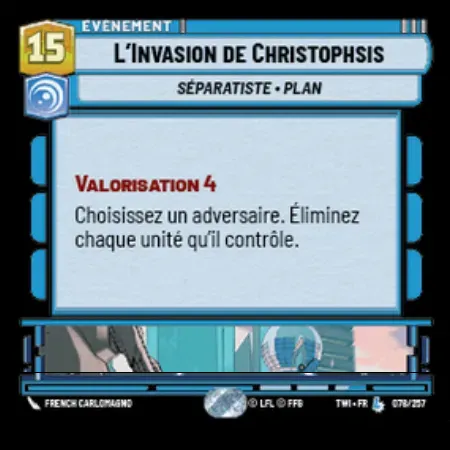 ÉVÉNEMENT
15
L'INVASION DE CHRISTOPHSIS
SÉPARATISTE • PLAN
VALORISATION 4
Choisissez un adversaire. Éliminez
chaque unité qu'il contrôle.
FRENCH CARLOMAGNO
© LFL © FFG
TWI • FR
078/257